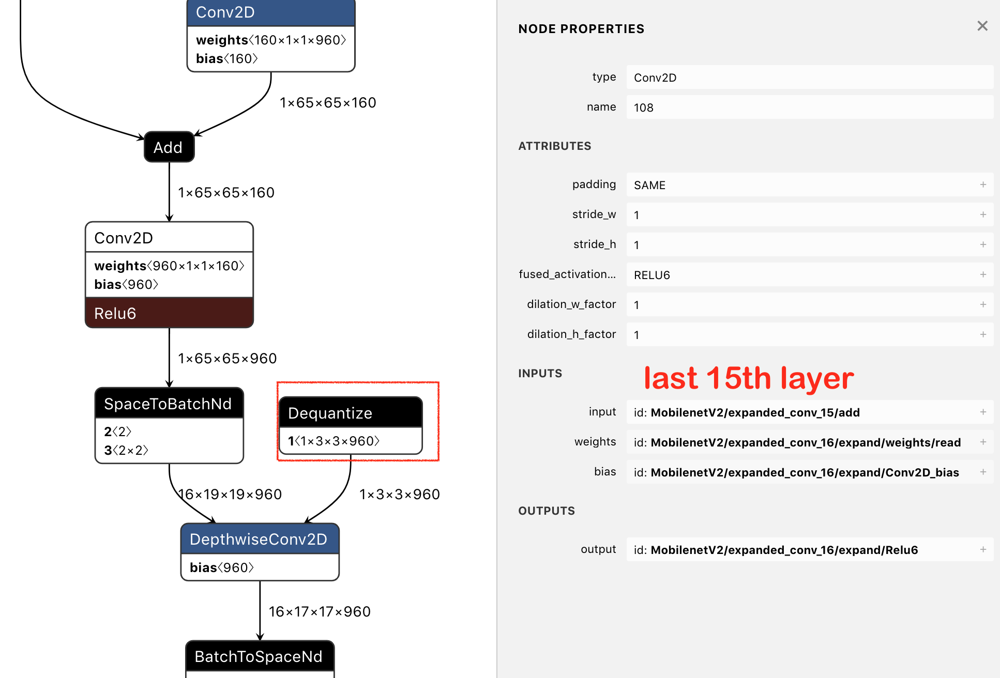 Conv2D
weights〈160×1×1×960〉
bias〈160〉
1×65×65×160
Add
1×65×65×160
Conv2D
weights〈960×1×1×160〉
bias〈960〉
Relu6
1×65×65×960
SpaceToBatchNd
2〈2〉
3〈2×2〉
Dequantize
1〈1×3×3×960〉
16×19×19×960
1×3×3×960
DepthwiseConv2D
bias〈960〉
16×17×17×960
BatchToSpaceNd
NODE PROPERTIES
type Conv2D
name 108
ATTRIBUTES
padding SAME +
stride_w 1 +
stride_h 1 +
fused_activation... RELU6 +
dilation_w_factor 1 +
dilation_h_factor 1 +
INPUTS
last 15th layer
input id: MobilenetV2/expanded_conv_15/add +
weights id: MobilenetV2/expanded_conv_16/expand/weights/read +
bias id: MobilenetV2/expanded_conv_16/expand/Conv2D_bias +
OUTPUTS
output id: MobilenetV2/expanded_conv_16/expand/Relu6 +